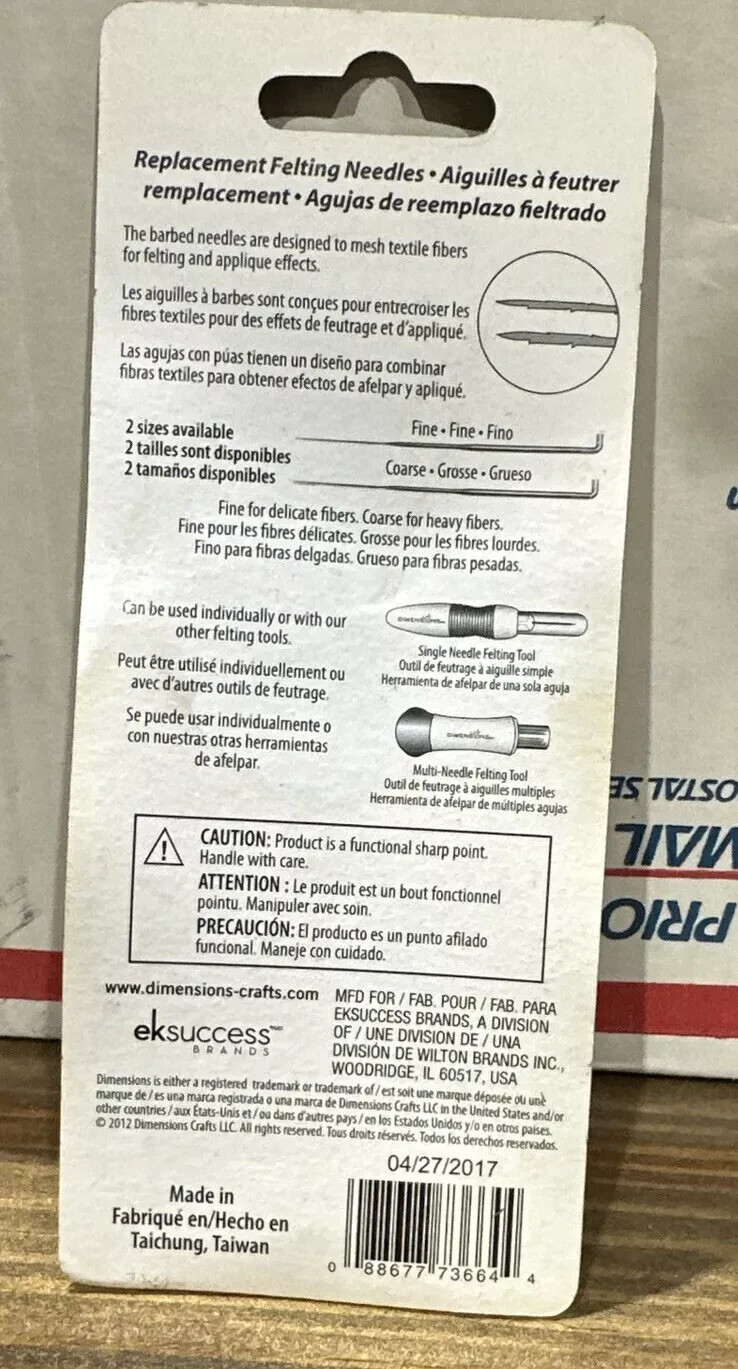 Replacement Felting Needles • Aiguilles à feutrer
remplacement • Agujas de reemplazo fieltrado
The barbed needles are designed to mesh textile fibers
for felting and applique effects.
Les aiguilles à barbes sont conçues pour entrecroiser les
fibres textiles pour des effets de feutrage et d'appliqué.
Las agujas con púas tienen un diseño para combinar
fibras textiles para obtener efectos de afelpar y apliqué.
2 sizes available
2 tailles sont disponibles
2 tamaños disponibles
Fine • Fine • Fino
Coarse • Grosse • Grueso
Fine for delicate fibers. Coarse for heavy fibers.
Fine pour les fibres délicates. Grosse pour les fibres lourdes.
Fino para fibras delgadas. Grueso para fibras pesadas.
Can be used individually or with our
other felting tools.
Peut être utilisé individuellement ou
avec d'autres outils de feutrage.
Se puede usar individualmente o
con nuestras otras herramientas
de afelpar.
DIMENSIONS
Single Needle Felting Tool
Outil de feutrage à aiguille simple
Herramienta de afelpar de una sola aguja
DIMENSIONS
Multi-Needle Felting Tool
Outil de feutrage à aiguilles multiples
Herramienta de afelpar de múltiples agujas
CAUTION: Product is a functional sharp point.
Handle with care.
ATTENTION : Le produit est un bout fonctionnel
pointu. Manipuler avec soin.
PRECAUCIÓN: El producto es un punto afilado
funcional. Maneje con cuidado.
www.dimensions-crafts.com
eksuccess™
BRANDS
MFD FOR / FAB. POUR / FAB. PARA
EKSUCCESS BRANDS, A DIVISION
OF / UNE DIVISION DE / UNA
DIVISIÓN DE WILTON BRANDS INC.,
WOODRIDGE, IL 60517, USA
Dimensions is either a registered trademark or trademark of / est soit une marque déposée ou une
marque de / es una marca registrada o una marca de Dimensions Crafts LLC in the United States and/or
other countries / aux États-Unis et/ou dans d'autres pays / en los Estados Unidos y/o en otros países.
© 2012 Dimensions Crafts LLC. All rights reserved. Tous droits réservés. Todos los derechos reservados.
04/27/2017
Made in
Fabriqué en/Hecho en
Taichung, Taiwan
0 88677 73664 4
PRIO
MAIL
OSTAL SE